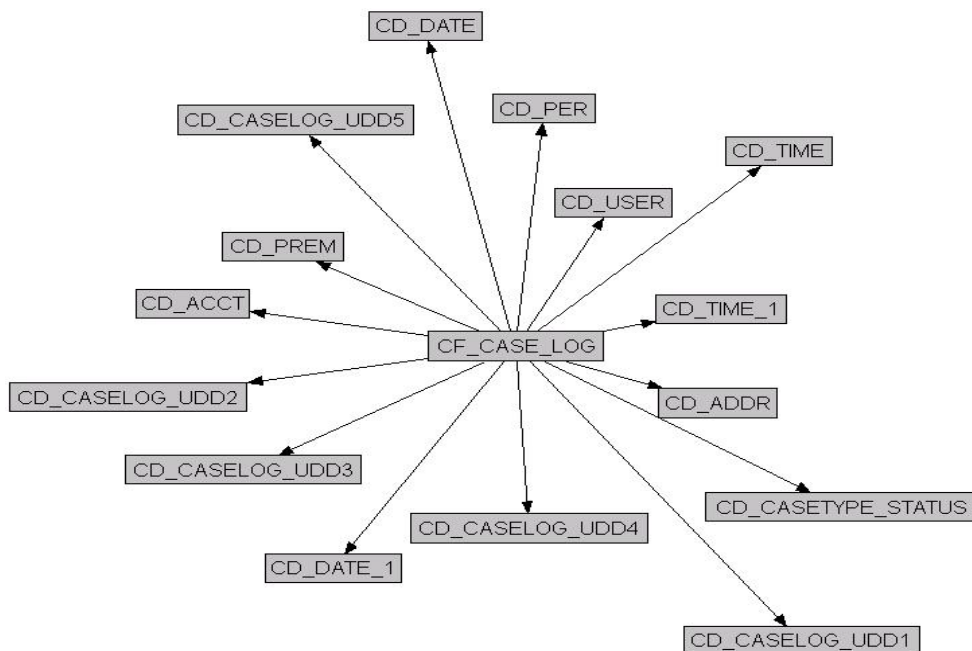 CD_DATE
CD_PER
CD_CASELOG_UDD5
CD_TIME
CD_USER
CD_PREM
CD_ACCT
CD_TIME_1
CF_CASE_LOG
CD_CASELOG_UDD2
CD_ADDR
CD_CASELOG_UDD3
CD_CASETYPE_STATUS
CD_CASELOG_UDD4
CD_DATE_1
CD_CASELOG_UDD1